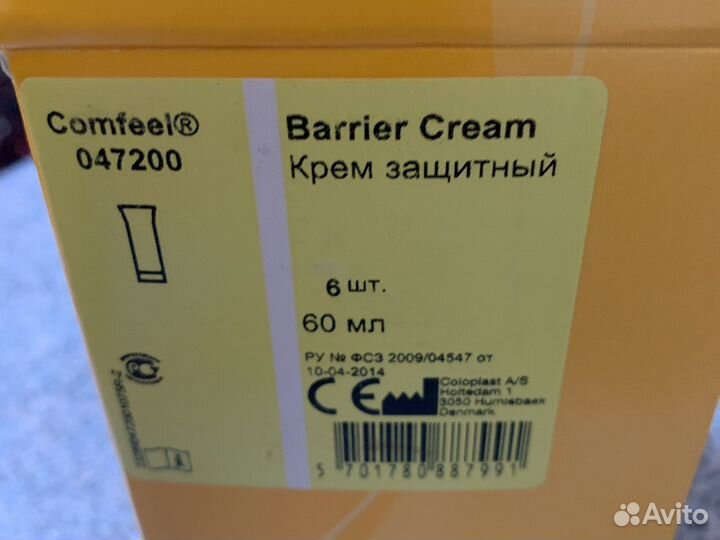 Comfeel®
047200
Barrier Cream
Крем защитный
6 шт.
60 мл
РУ № ФСЗ 2009/04547 от
10-04-2014
CE
Coloplast A/S
Holtedam 1
3050 Humlebaek
Denmark
5 701780 887991
Avito